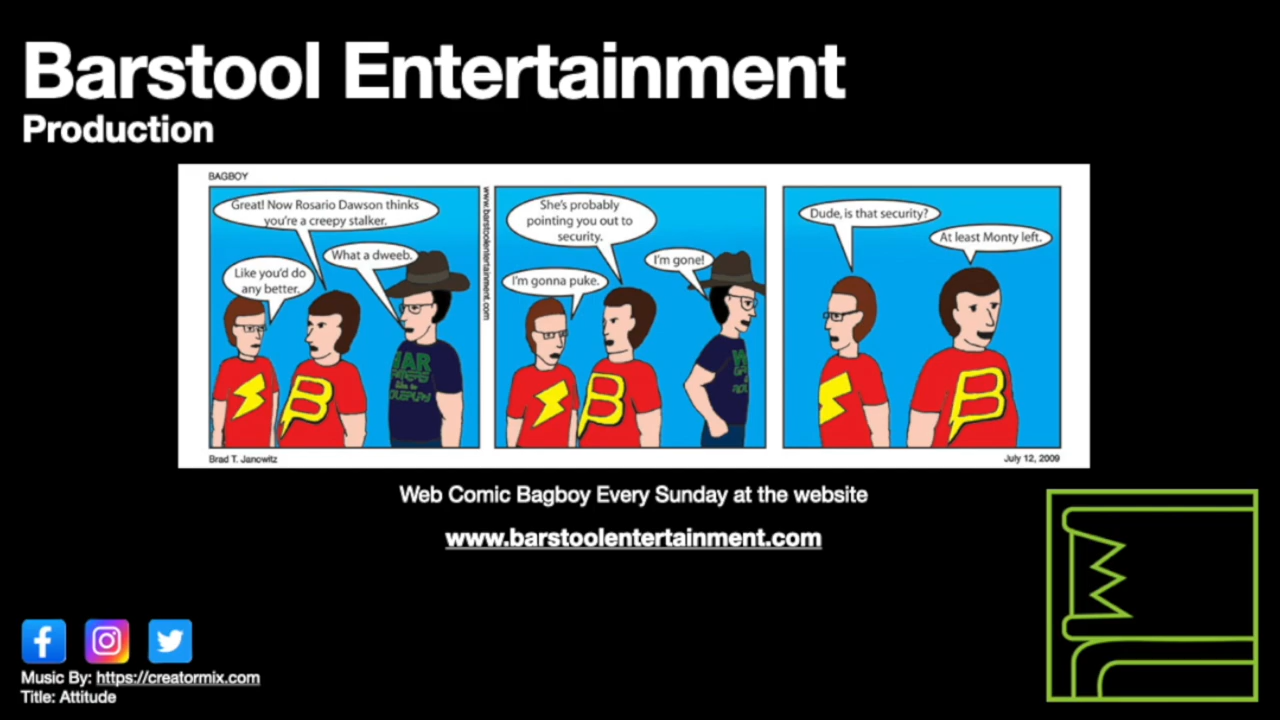 Barstool Entertainment
Production
BAGBOY
Great! Now Rosario Dawson thinks
you're a creepy stalker.
What a dweeb.
Like you'd do
any better.
www.barstoolentertainment.com
She's probably
pointing you out to
security.
I'm gonna puke.
I'm gone!
Dude, is that security?
At least Monty left.
Brad T. Janowitz
July 12, 2009
Web Comic Bagboy Every Sunday at the website
www.barstoolentertainment.com
Music By: https://creatormix.com
Title: Attitude